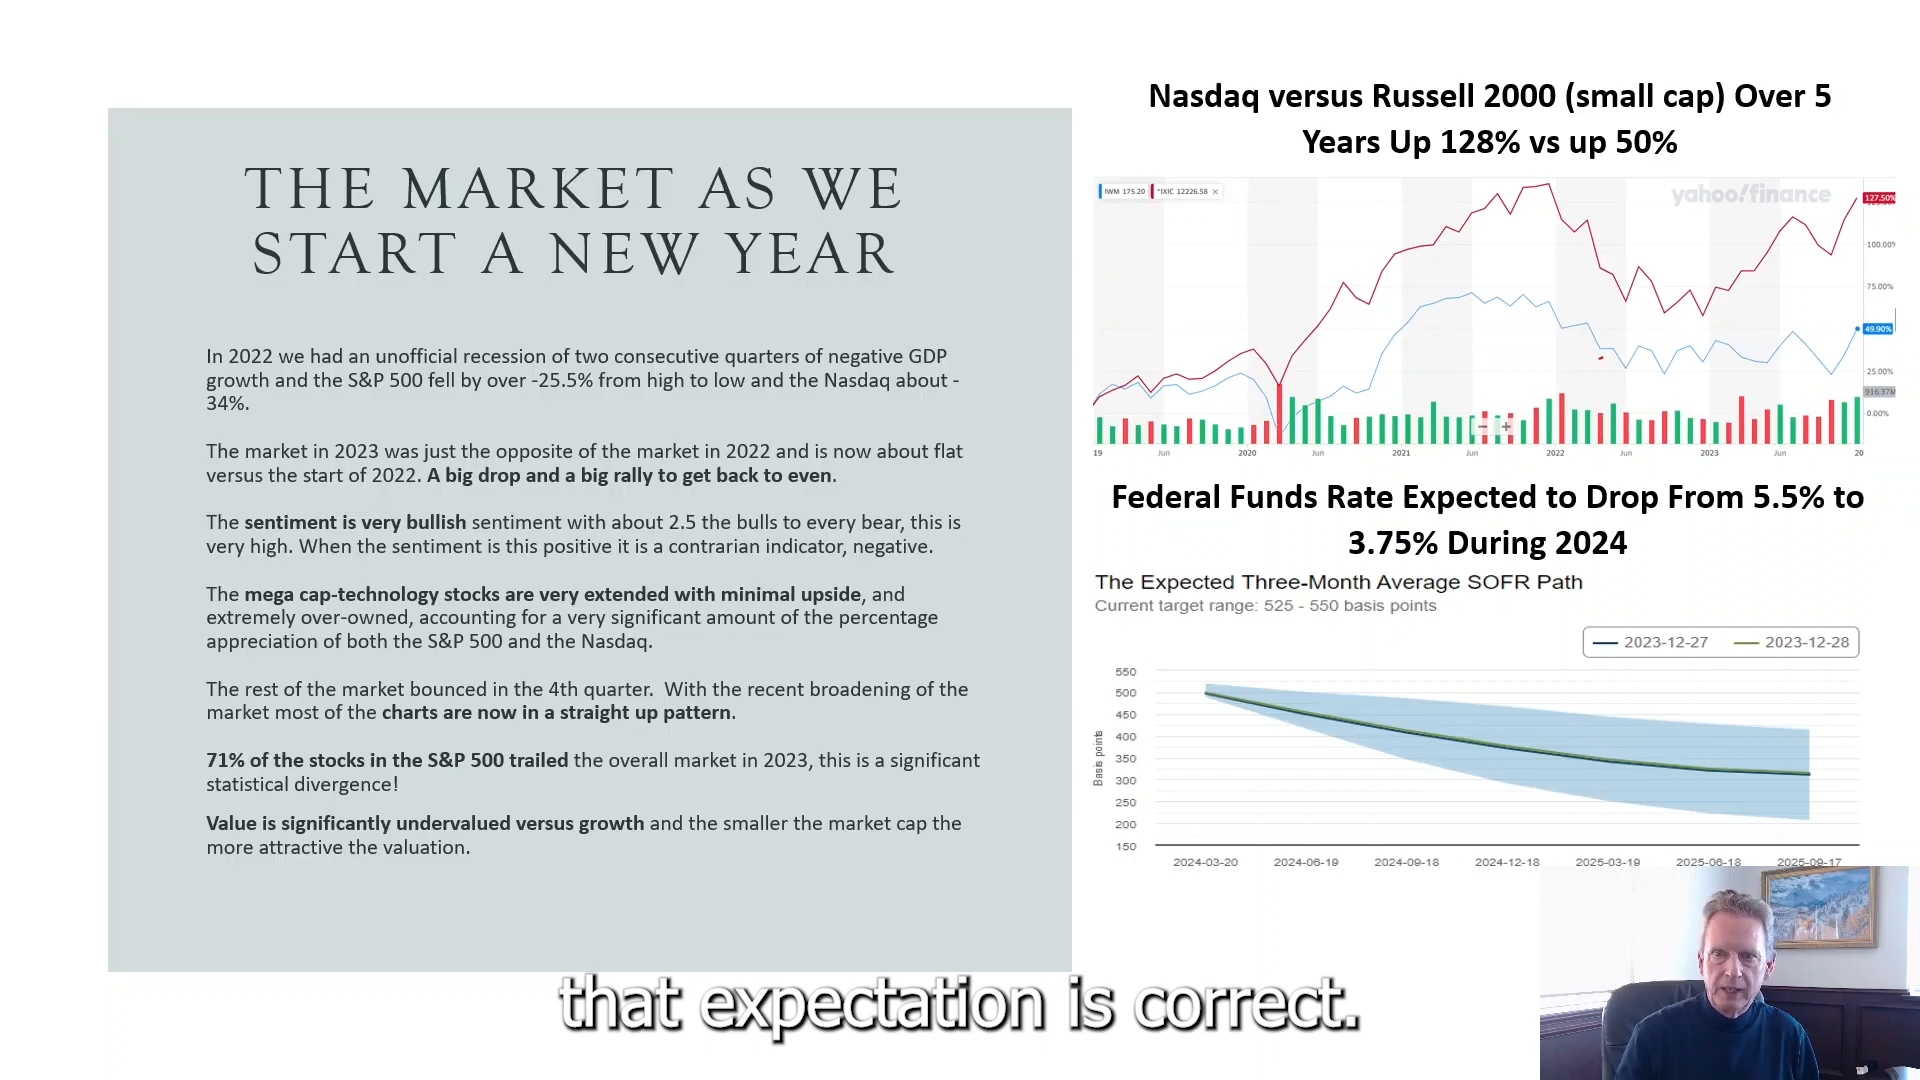 THE MARKET AS WE
START A NEW YEAR
In 2022 we had an unofficial recession of two consecutive quarters of negative GDP
growth and the S&P 500 fell by over -25.5% from high to low and the Nasdaq about -
34%.
The market in 2023 was just the opposite of the market in 2022 and is now about flat
versus the start of 2022. A big drop and a big rally to get back to even.
The sentiment is very bullish sentiment with about 2.5 the bulls to every bear, this is
very high. When the sentiment is this positive it is a contrarian indicator, negative.
The mega cap-technology stocks are very extended with minimal upside, and
extremely over-owned, accounting for a very significant amount of the percentage
appreciation of both the S&P 500 and the Nasdaq.
The rest of the market bounced in the 4th quarter. With the recent broadening of the
market most of the charts are now in a straight up pattern.
71% of the stocks in the S&P 500 trailed the overall market in 2023, this is a significant
statistical divergence!
Value is significantly undervalued versus growth and the smaller the market cap the
more attractive the valuation.
Nasdaq versus Russell 2000 (small cap) Over 5
Years Up 128% vs up 50%
IWM 175.20 ^IXIC 12226.58 ×
yahoo!finance
127.50%
100.00%
75.00%
49.90%
25.00%
916.37M
0.00%
− +
19 Jun 2020 Jun 2021 Jun 2022 Jun 2023 Jun 20
Federal Funds Rate Expected to Drop From 5.5% to
3.75% During 2024
The Expected Three-Month Average SOFR Path
Current target range: 525 - 550 basis points
2023-12-27 2023-12-28
Basis points
550
500
450
400
350
300
250
200
150
2024-03-20 2024-06-19 2024-09-18 2024-12-18 2025-03-19 2025-06-18 2025-09-17
that expectation is correct.